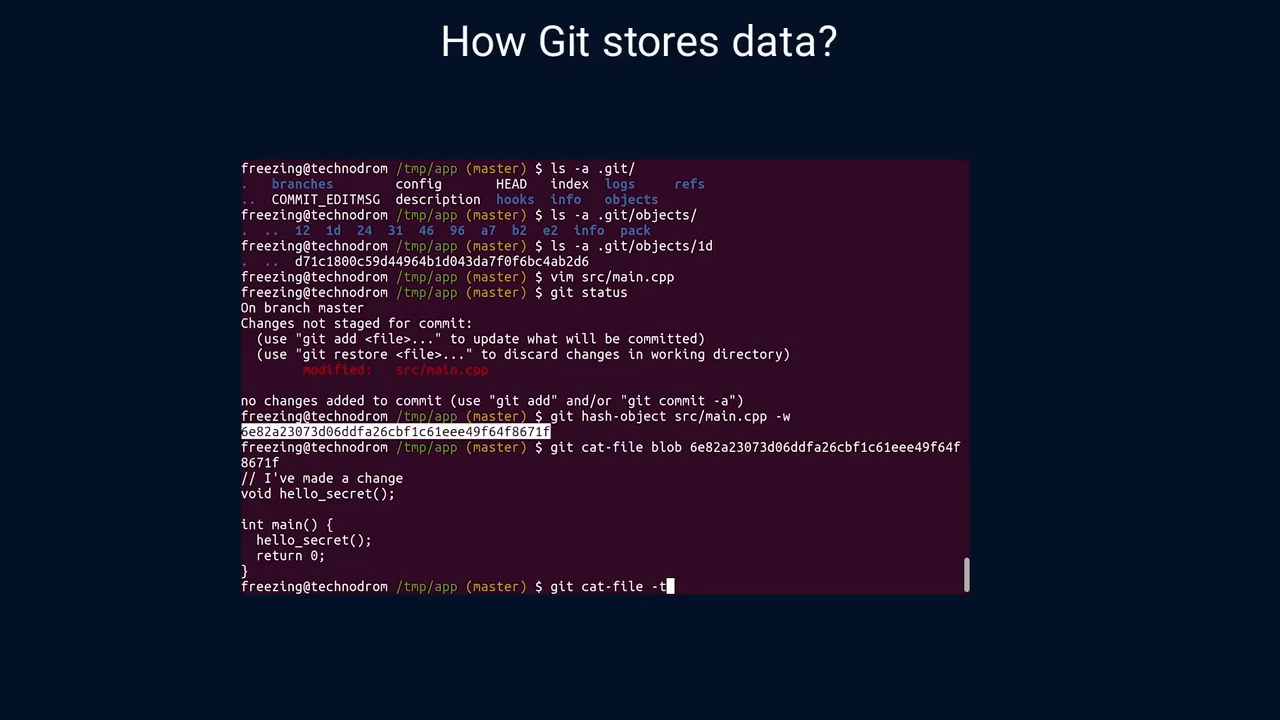 How Git stores data?
freezing@technodrom /tmp/app (master) $ ls -a .git/
.   branches        config       HEAD   index  logs     refs
..  COMMIT_EDITMSG  description  hooks  info   objects
freezing@technodrom /tmp/app (master) $ ls -a .git/objects/
.  ..  12  1d  24  31  46  96  a7  b2  e2  info  pack
freezing@technodrom /tmp/app (master) $ ls -a .git/objects/1d
.  ..  d71c1800c59d44964b1d043da7f0f6bc4ab2d6
freezing@technodrom /tmp/app (master) $ vim src/main.cpp
freezing@technodrom /tmp/app (master) $ git status
On branch master
Changes not staged for commit:
  (use "git add <file>..." to update what will be committed)
  (use "git restore <file>..." to discard changes in working directory)
        modified:   src/main.cpp
no changes added to commit (use "git add" and/or "git commit -a")
freezing@technodrom /tmp/app (master) $ git hash-object src/main.cpp -w
6e82a23073d06ddfa26cbf1c61eee49f64f8671f
freezing@technodrom /tmp/app (master) $ git cat-file blob 6e82a23073d06ddfa26cbf1c61eee49f64f
8671f
// I've made a change
void hello_secret();
int main() {
  hello_secret();
  return 0;
}
freezing@technodrom /tmp/app (master) $ git cat-file -t